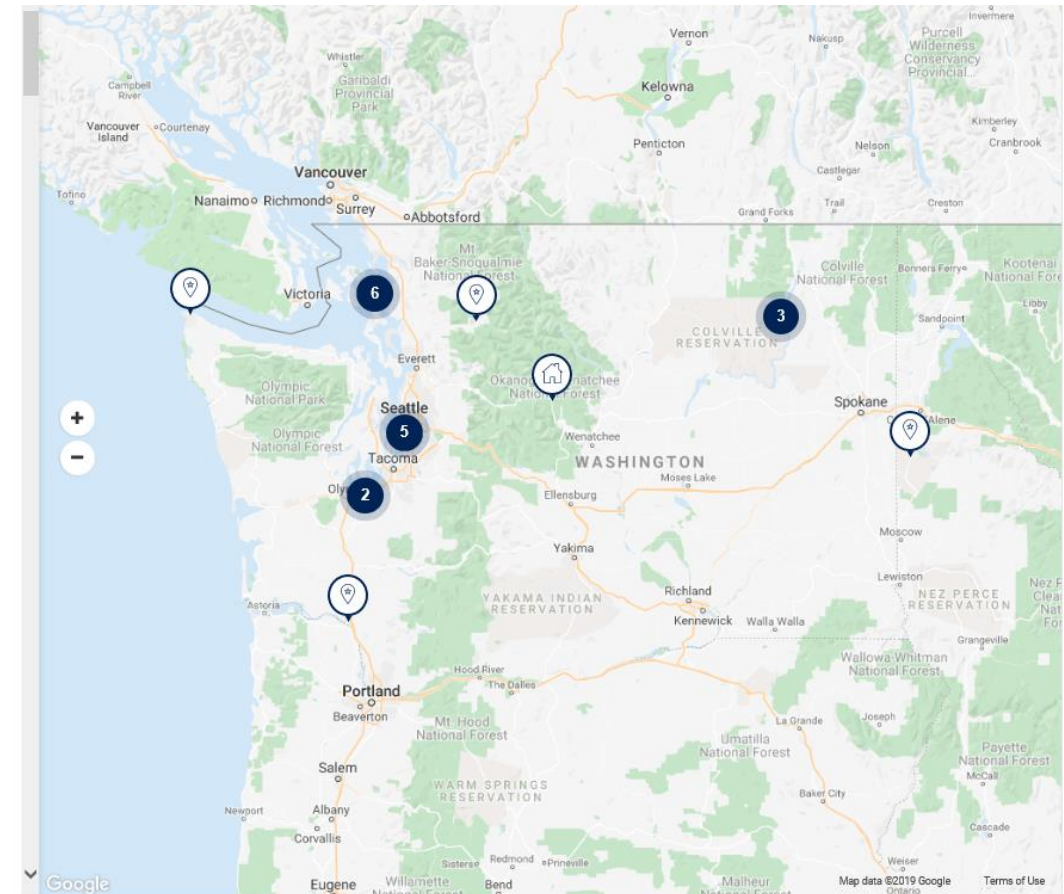 Invermere
Vernon
Nakusp
Purcell
Wilderness
Conservancy
Provincial...
Whistler
Garibaldi
Provincial
Park
Campbell
River
Kelowna
Vancouver
Island
Courtenay
Kimberley
Cranbrook
Penticton
Nelson
Castlegar
Vancouver
Tofino
Nanaimo
Richmond
Surrey
Abbotsford
Trail
Creston
Grand Forks
Mt
Baker-Snoqualmie
National Forest
Colville
National Forest
Bonners Ferry
Kootenai
National Fore
Victoria
6
3
Libby
Sandpoint
COLVILLE
RESERVATION
Everett
Olympic
National Park
National Forest
Spokane
Seattle
5
Olympic
National Forest
Wenatchee
Tacoma
WASHINGTON
Moses Lake
2
Ellensburg
Moscow
Yakima
Lewiston
Richland
YAKAMA INDIAN
RESERVATION
NEZ PERCE
RESERVATION
Nez P
Clea
Nat
For
Astoria
Kennewick
Walla Walla
Grangeville
Hood River
The Dalles
Wallowa-Whitman
National Forest
Portland
Beaverton
Mt Hood
National Forest
La Grande
Joseph
Umatilla
National Forest
Payette
National Forest
McCall
Salem
WARM SPRINGS
RESERVATION
Baker City
Newport
Albany
Corvallis
Cascade
Sisters
Redmond
Prineville
Weiser
Google
Eugene
Willamette
Bend
Malheur
Ontario
Map data ©2019 Google
Terms of Use